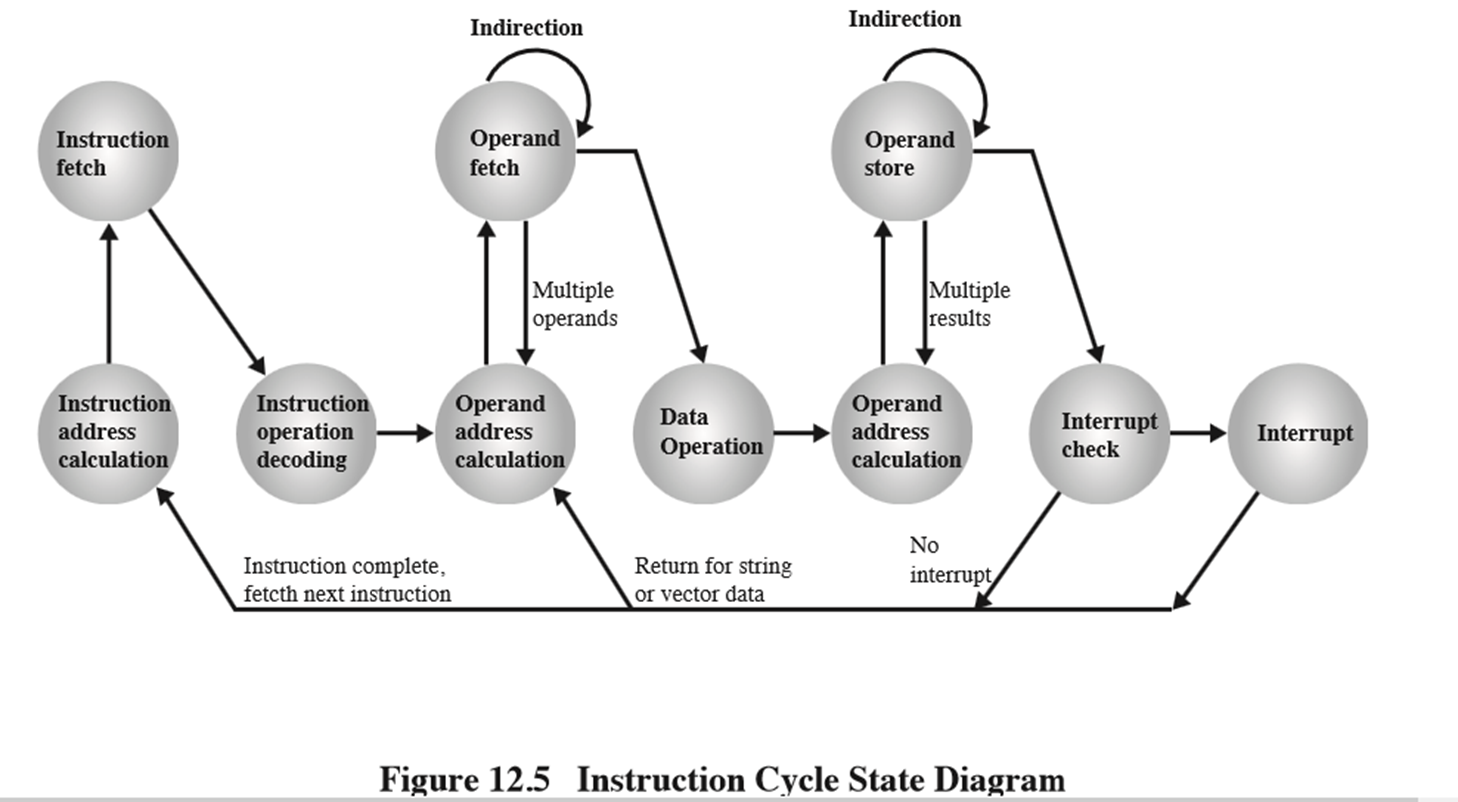 Indirection
Indirection
Instruction
fetch
Operand
fetch
Operand
store
Multiple
operands
Multiple
results
Instruction
address
calculation
Instruction
operation
decoding
Operand
address
calculation
Data
Operation
Operand
address
calculation
Interrupt
check
Interrupt
Instruction complete,
fetcth next instruction
Return for string
or vector data
No
interrupt
Figure 12.5 Instruction Cycle State Diagram